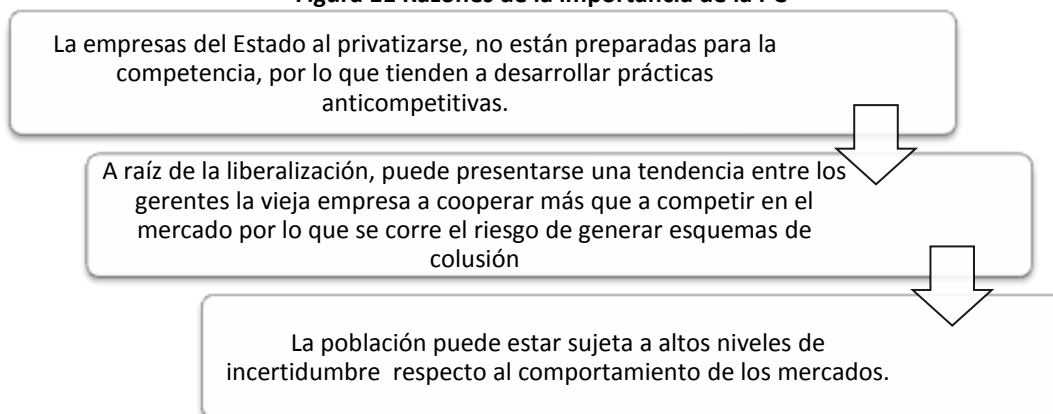 Figura 11 Razones de la importancia de la PC
La empresas del Estado al privatizarse, no están preparadas para la
competencia, por lo que tienden a desarrollar prácticas
anticompetitivas.
A raíz de la liberalización, puede presentarse una tendencia entre los
gerentes la vieja empresa a cooperar más que a competir en el
mercado por lo que se corre el riesgo de generar esquemas de
colusión
La población puede estar sujeta a altos niveles de
incertidumbre respecto al comportamiento de los mercados.